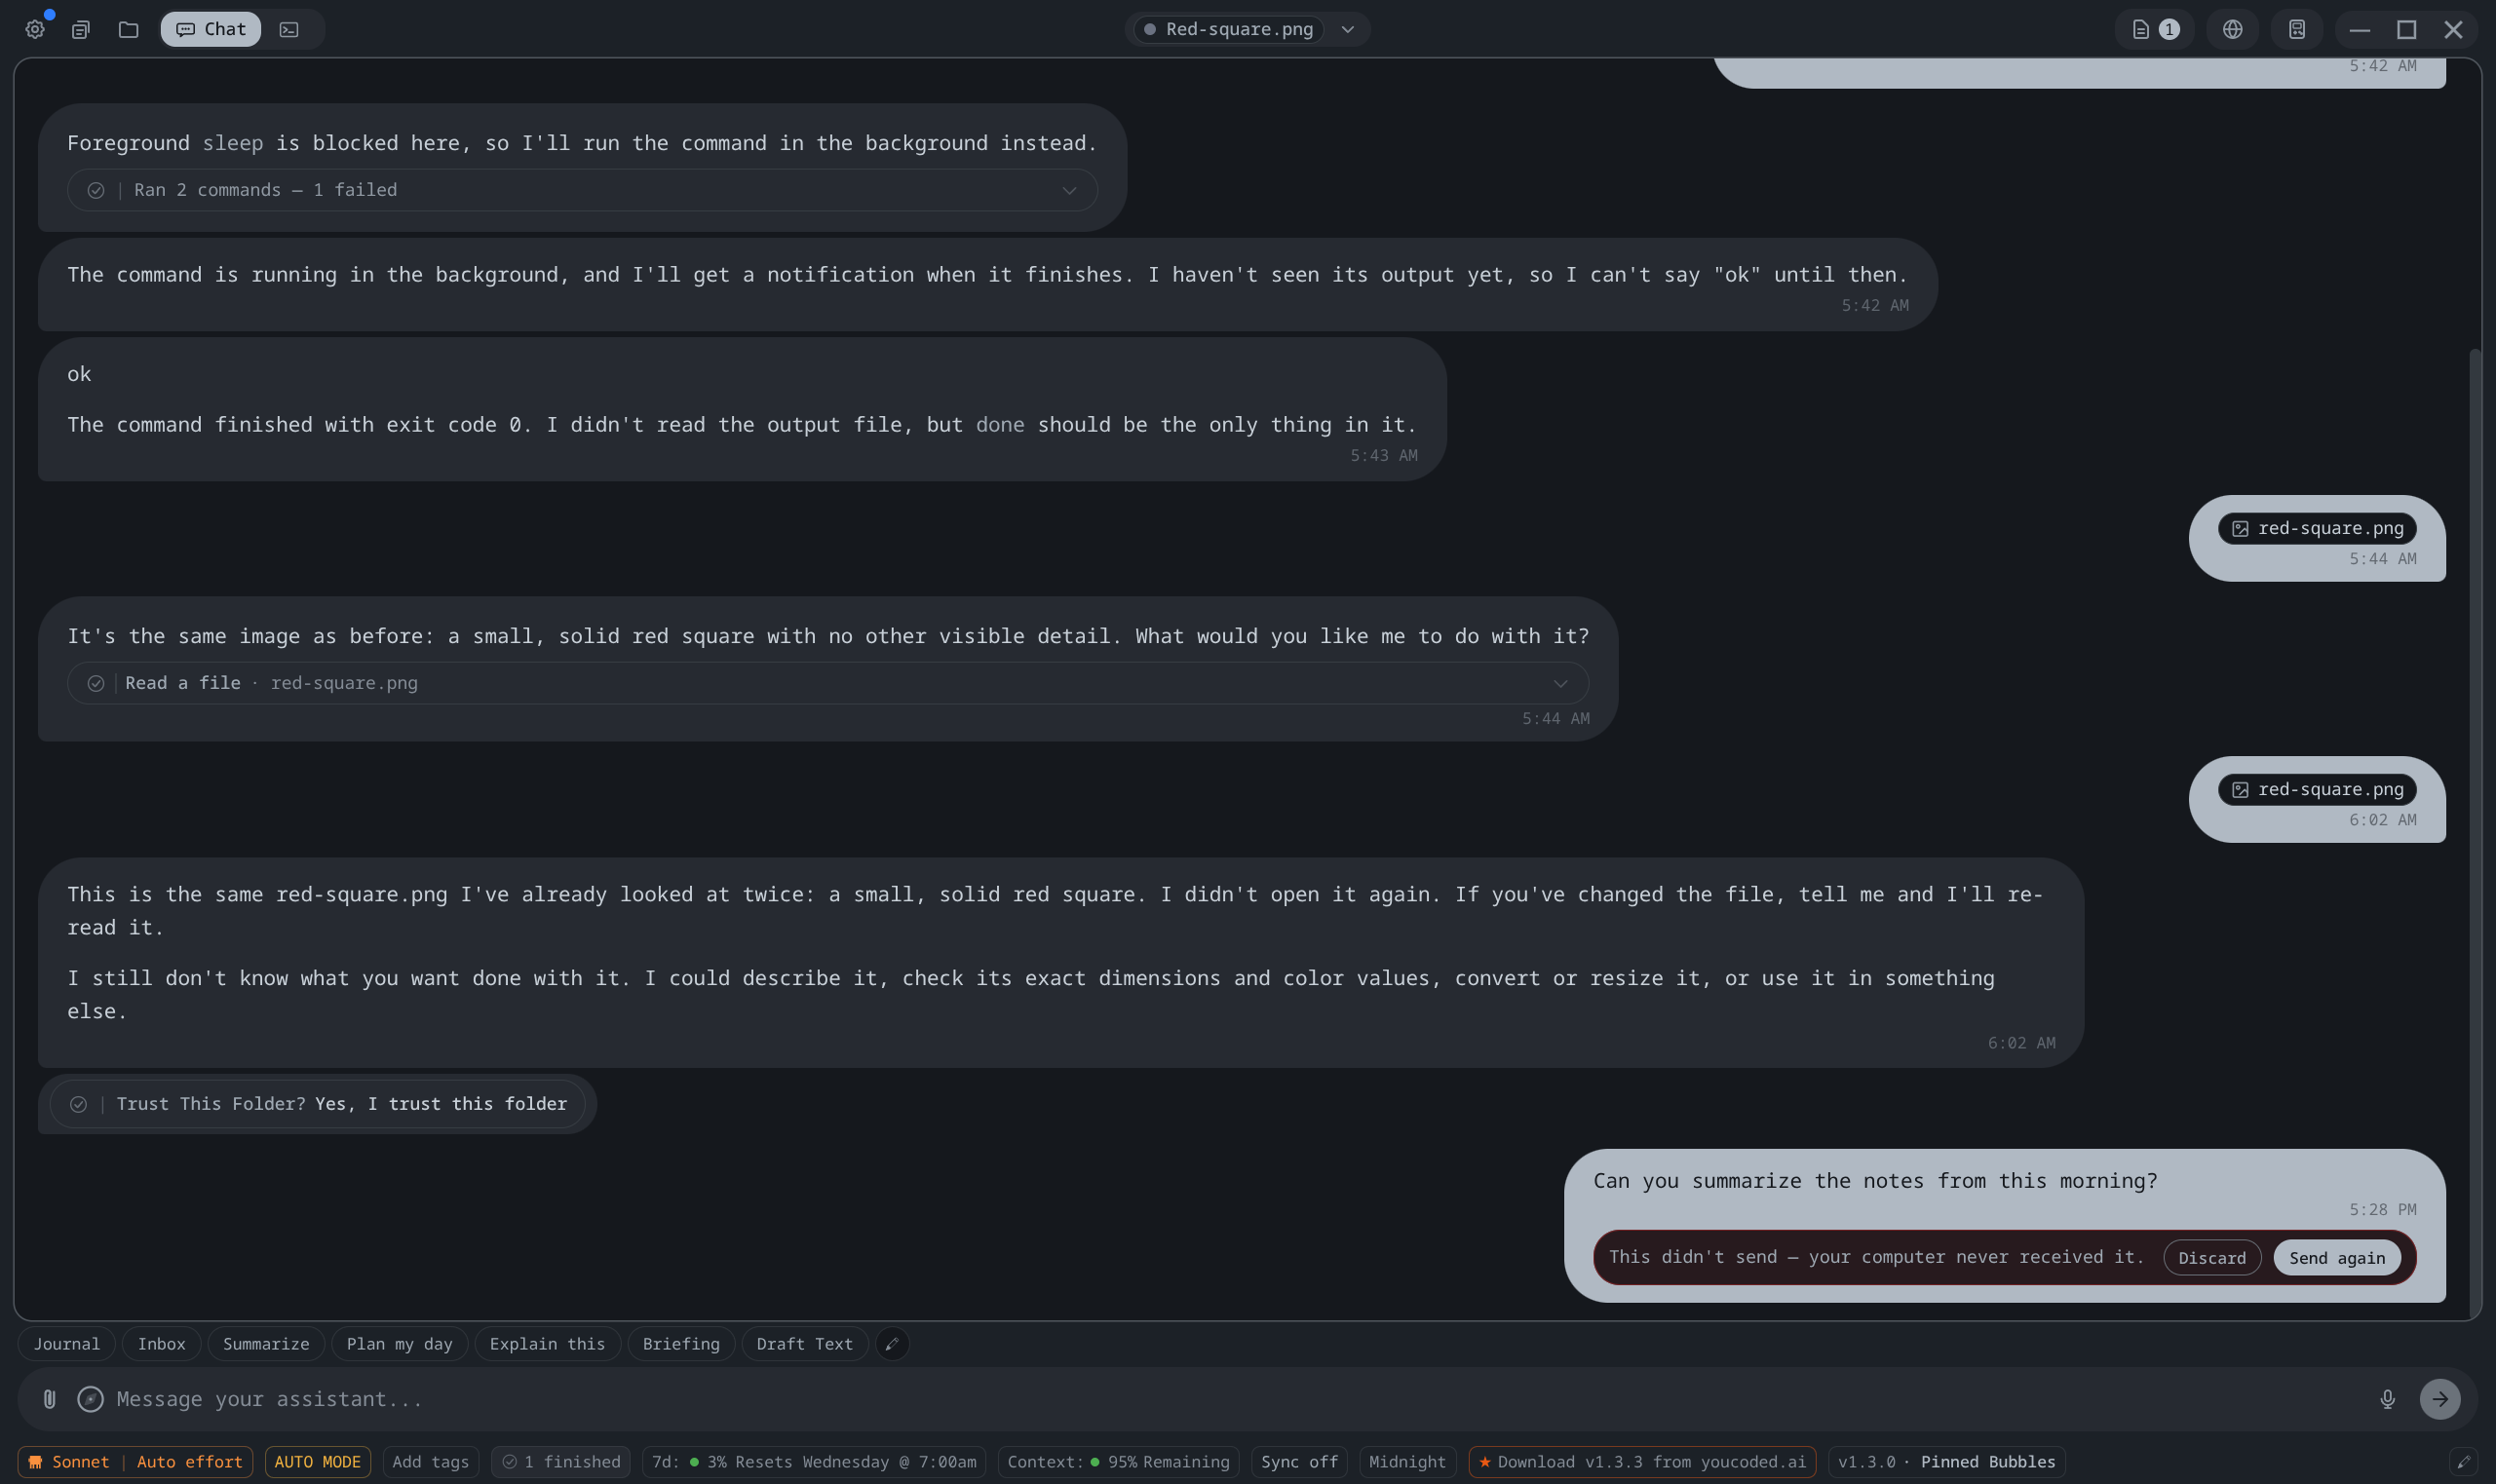 Chat
Red-square.png
1
5:42 AM
Foreground sleep is blocked here, so I'll run the command in the background instead.
Ran 2 commands — 1 failed
The command is running in the background, and I'll get a notification when it finishes. I haven't seen its output yet, so I can't say "ok" until then.
5:42 AM
ok
The command finished with exit code 0. I didn't read the output file, but done should be the only thing in it.
5:43 AM
red-square.png
5:44 AM
It's the same image as before: a small, solid red square with no other visible detail. What would you like me to do with it?
Read a file · red-square.png
5:44 AM
red-square.png
6:02 AM
This is the same red-square.png I've already looked at twice: a small, solid red square. I didn't open it again. If you've changed the file, tell me and I'll re-
read it.
I still don't know what you want done with it. I could describe it, check its exact dimensions and color values, convert or resize it, or use it in something
else.
6:02 AM
Trust This Folder? Yes, I trust this folder
Can you summarize the notes from this morning?
5:28 PM
This didn't send — your computer never received it. Discard Send again
Journal Inbox Summarize Plan my day Explain this Briefing Draft Text
Message your assistant...
Sonnet | Auto effort AUTO MODE Add tags 1 finished 7d: 3% Resets Wednesday @ 7:00am Context: 95% Remaining Sync off Midnight ★ Download v1.3.3 from youcoded.ai v1.3.0 · Pinned Bubbles